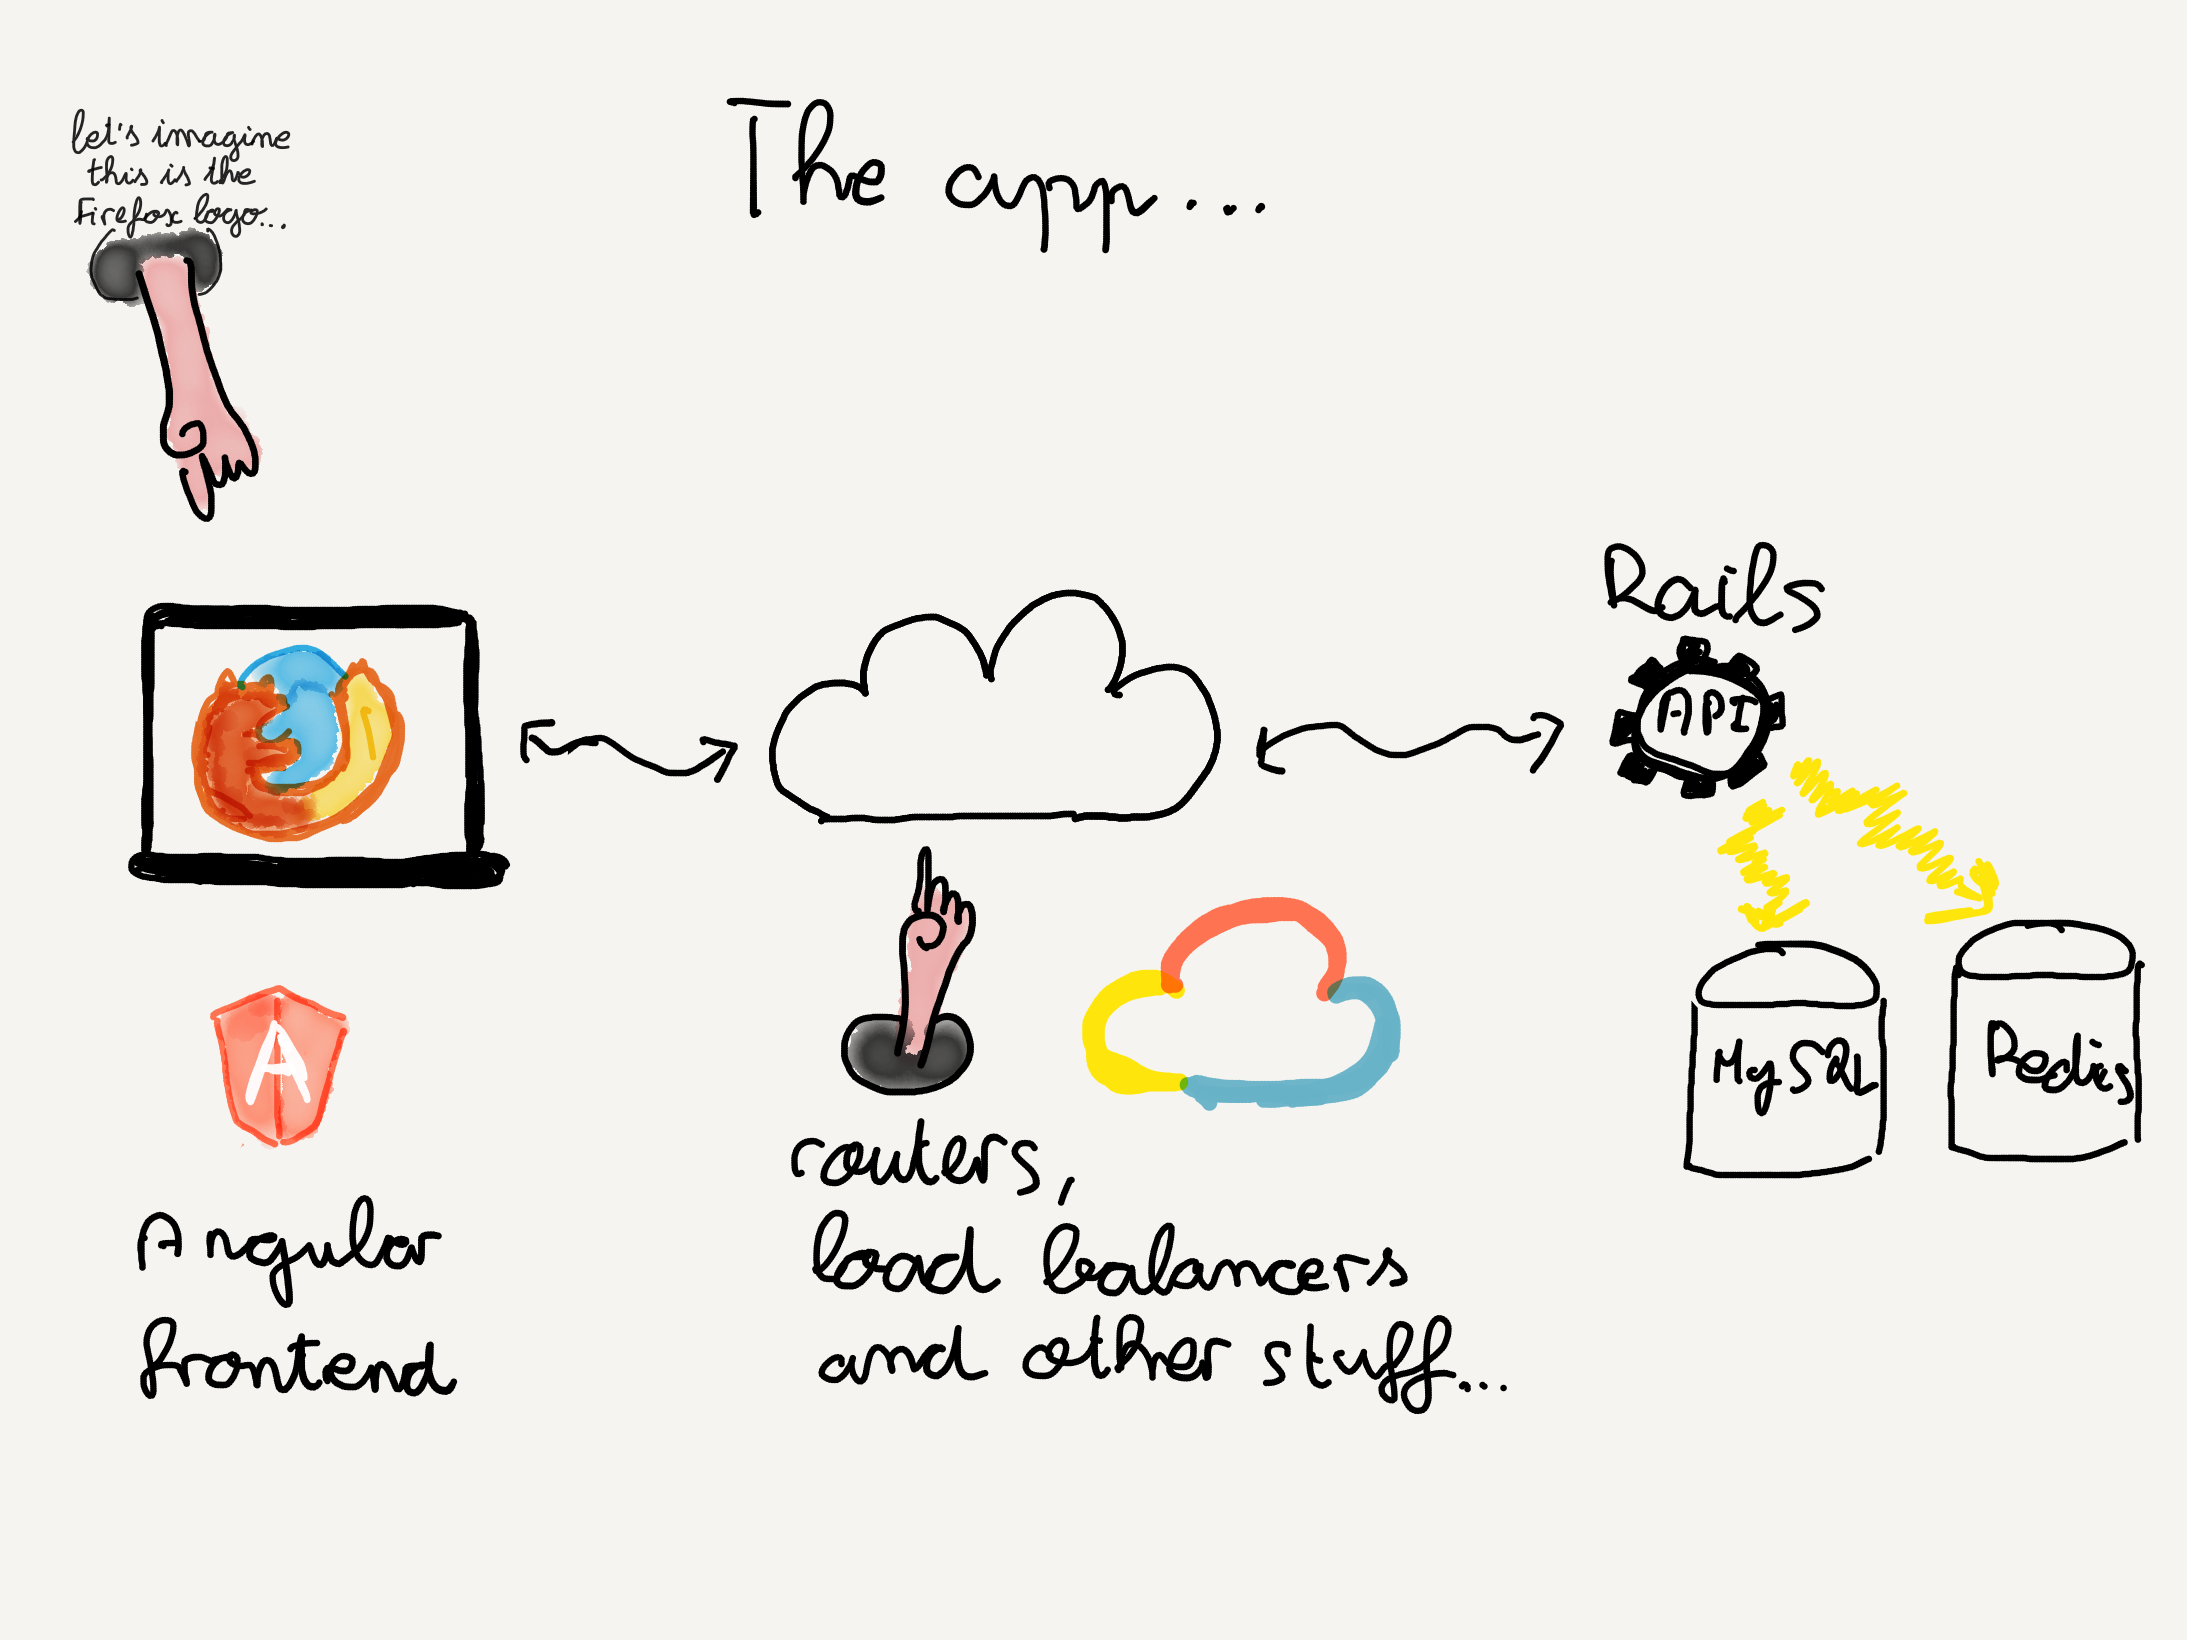 The app...
let's imagine
this is the
Firefox logo...
Rails
API
MySQL
Redis
A
Angular
frontend
routers,
load balancers
and other stuff...